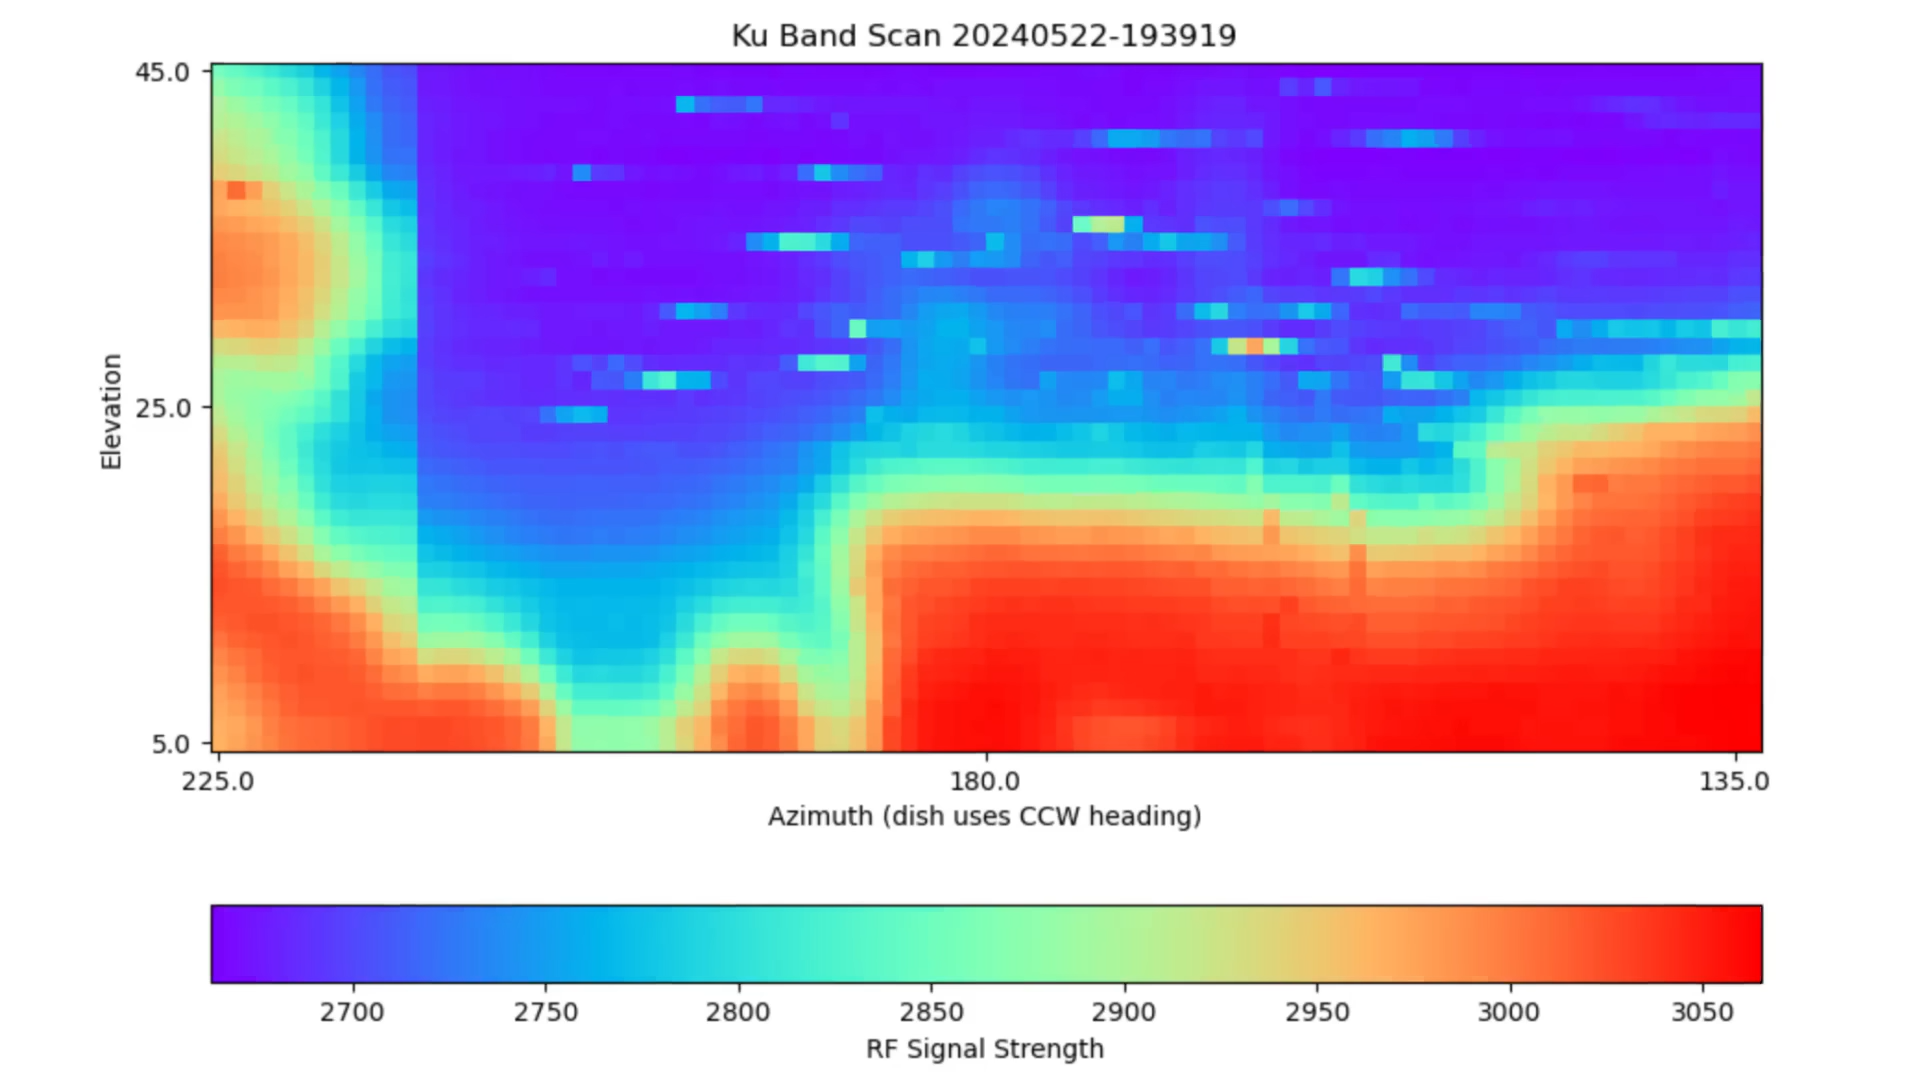 Ku Band Scan 20240522-193919
45.0
25.0
5.0
Elevation
225.0 180.0 135.0
Azimuth (dish uses CCW heading)
2700 2750 2800 2850 2900 2950 3000 3050
RF Signal Strength